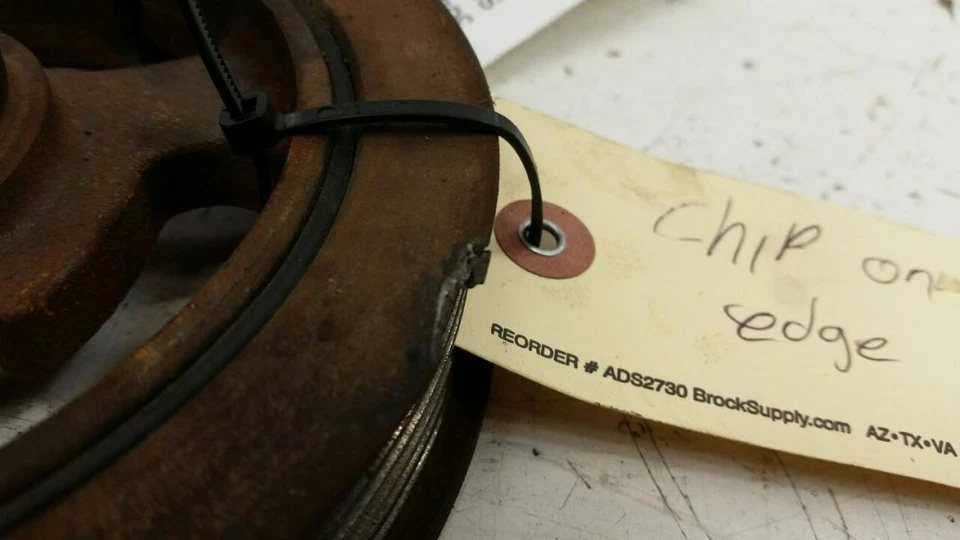 Chip on
edge
REORDER # ADS2730 BrockSupply.com AZ•TX•VA